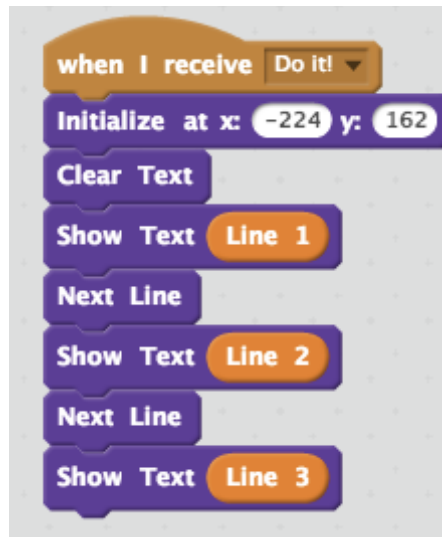 when I receive Do it!
Initialize at x: -224 y: 162
Clear Text
Show Text Line 1
Next Line
Show Text Line 2
Next Line
Show Text Line 3